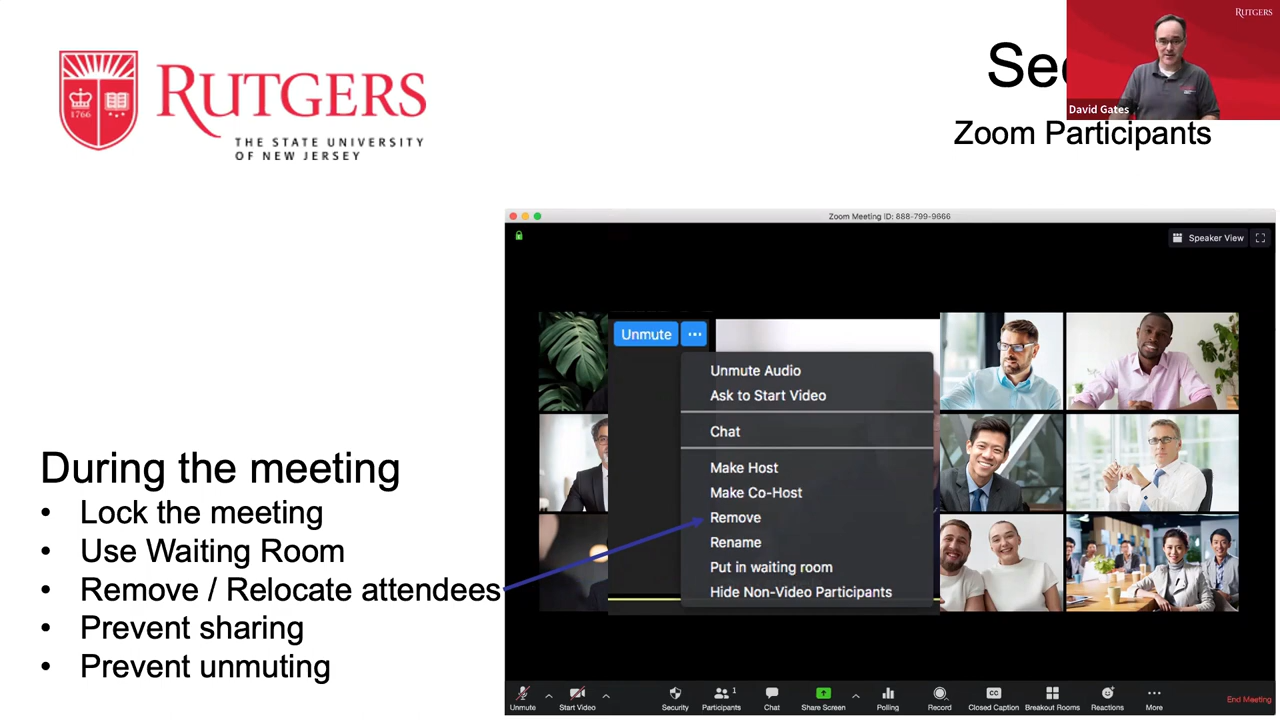 RUTGERS
THE STATE UNIVERSITY
OF NEW JERSEY
1766
RUTGERS
David Gates
Zoom Participants
Zoom Meeting ID: 888-799-9666
Speaker View
Unmute
Unmute Audio
Ask to Start Video
Chat
Make Host
Make Co-Host
Remove
Rename
Put in waiting room
Hide Non-Video Participants
During the meeting
• Lock the meeting
• Use Waiting Room
• Remove / Relocate attendees
• Prevent sharing
• Prevent unmuting
Unmute Start Video Security Participants 1 Chat Share Screen Polling Record CC Closed Caption Breakout Rooms Reactions More End Meeting